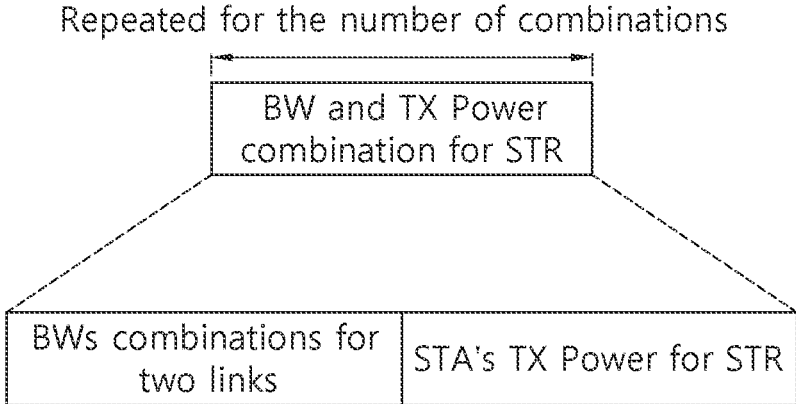 Repeated for the number of combinations
BW and TX Power
combination for STR
BWs combinations for
two links
STA's TX Power for STR